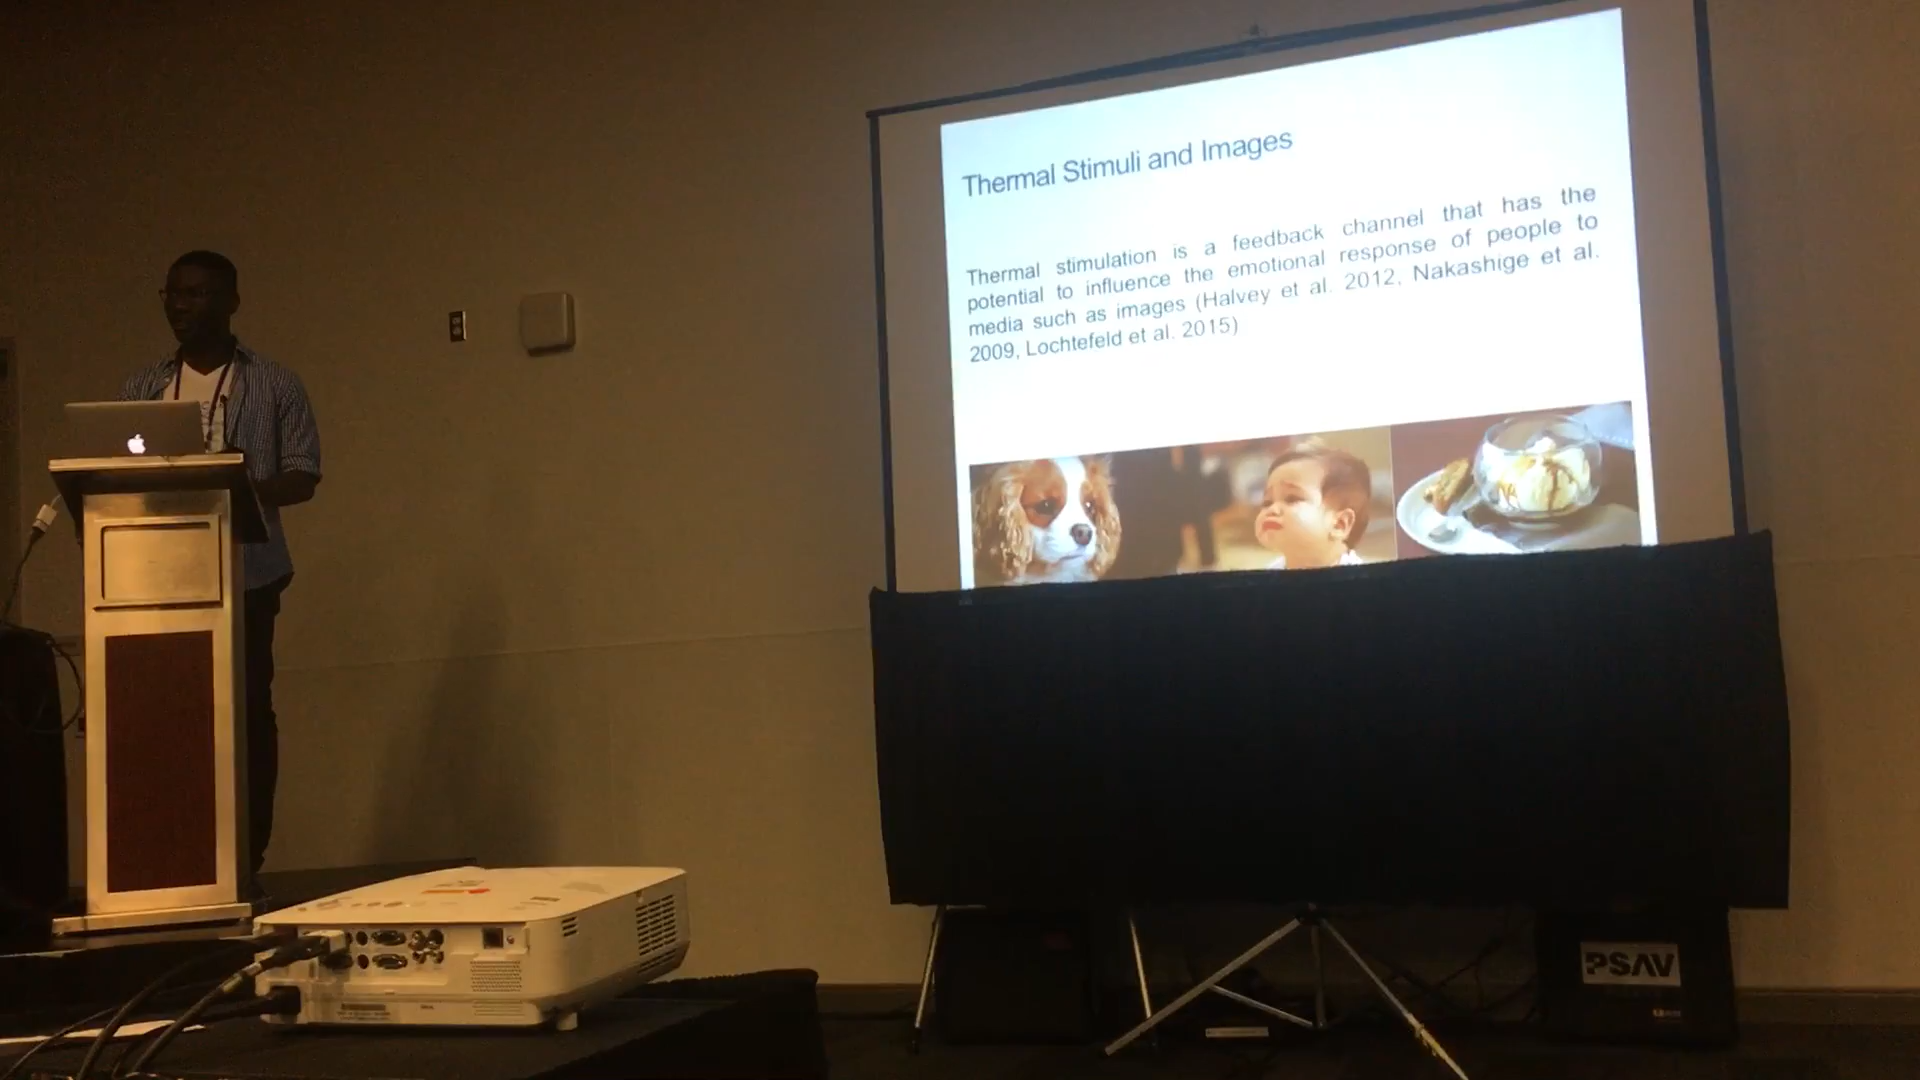 Thermal Stimuli and Images
Thermal stimulation is a feedback channel that has the
potential to influence the emotional response of people to
media such as images (Halvey et al. 2012, Nakashige et al.
2009, Lochtefeld et al. 2015)
PSAV